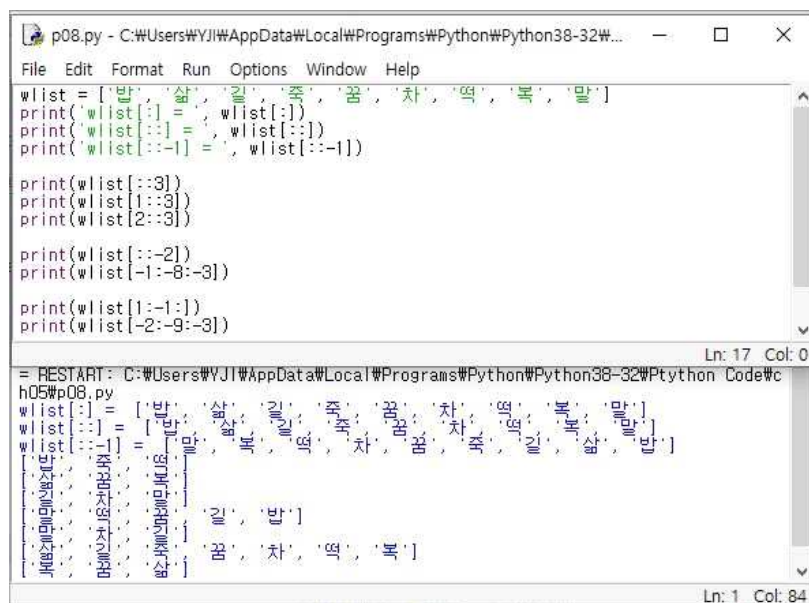 p08.py - C:₩Users₩YJI₩AppData₩Local₩Programs₩Python₩Python38-32₩...
File Edit Format Run Options Window Help
wlist = ['밥', '삶', '길', '죽', '꿈', '차', '떡', '복', '말']
print('wlist[:] = ', wlist[:])
print('wlist[::] = ', wlist[::])
print('wlist[::-1] = ', wlist[::-1])
print(wlist[::3])
print(wlist[1::3])
print(wlist[2::3])
print(wlist[::-2])
print(wlist[-1:-8:-3])
print(wlist[1:-1:])
print(wlist[-2:-9:-3])
Ln: 17 Col: 0
= RESTART: C:₩Users₩YJI₩AppData₩Local₩Programs₩Python₩Python38-32₩Ptython Code₩c
h05₩p08.py
wlist[:] = ['밥', '삶', '길', '죽', '꿈', '차', '떡', '복', '말']
wlist[::] = ['밥', '삶', '길', '죽', '꿈', '차', '떡', '복', '말']
wlist[::-1] = ['말', '복', '떡', '차', '꿈', '죽', '길', '삶', '밥']
['밥', '죽', '떡']
['삶', '꿈', '복']
['길', '차', '말']
['말', '떡', '꿈', '길', '밥']
['말', '차', '길']
['삶', '길', '죽', '꿈', '차', '떡', '복']
['복', '꿈', '삶']
Ln: 1 Col: 84